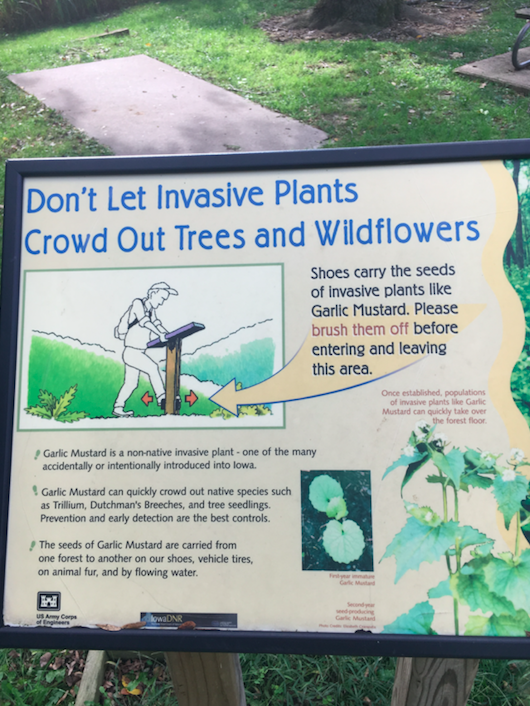 Don't Let Invasive Plants
Crowd Out Trees and Wildflowers
Shoes carry the seeds
of invasive plants like
Garlic Mustard. Please
brush them off before
entering and leaving
this area.
Once established, populations
of invasive plants like Garlic
Mustard can quickly take over
the forest floor.
Garlic Mustard is a non-native invasive plant - one of the many
accidentally or intentionally introduced into Iowa.
Garlic Mustard can quickly crowd out native species such
as Trillium, Dutchman's Breeches, and tree seedlings.
Prevention and early detection are the best controls.
The seeds of Garlic Mustard are carried from
one forest to another on our shoes, vehicle tires,
on animal fur, and by flowing water.
First-year immature
Garlic Mustard
Second-year
seed-producing
Garlic Mustard
US Army Corps
of Engineers
IowaDNR